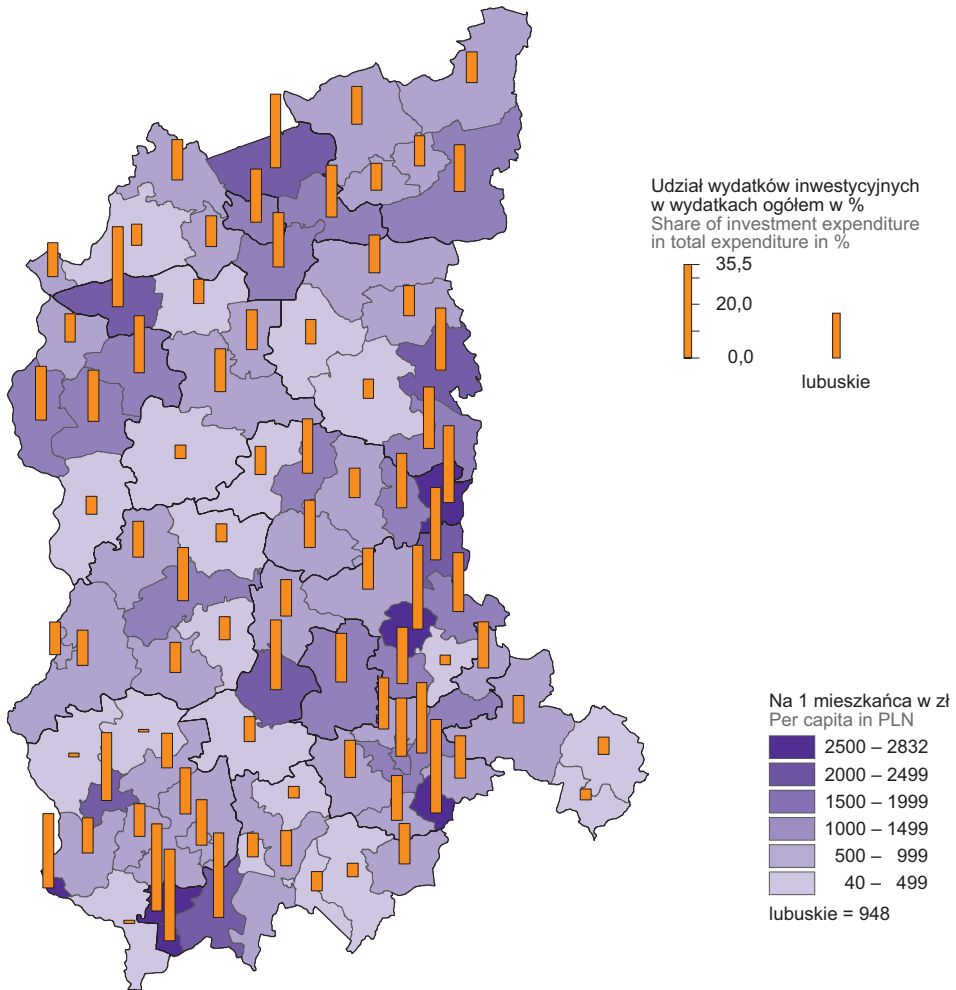 Udział wydatków inwestycyjnych
w wydatkach ogółem w %
Share of investment expenditure
in total expenditure in %
35,5
20,0
0,0
lubuskie
Na 1 mieszkańca w zł
Per capita in PLN
2500 – 2832
2000 – 2499
1500 – 1999
1000 – 1499
500 – 999
40 – 499
lubuskie = 948